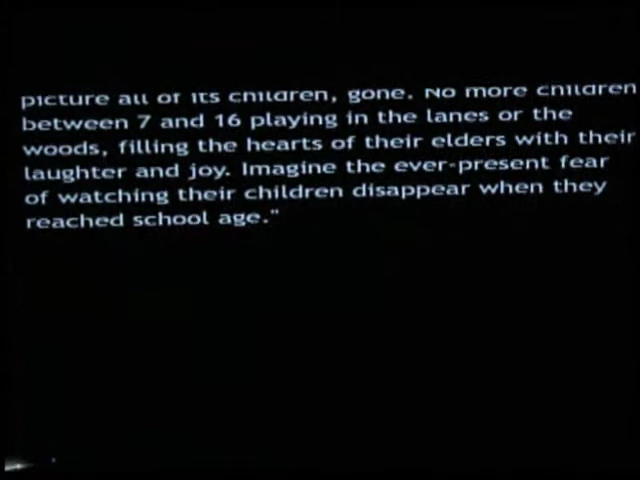 picture all of its children, gone. No more children
between 7 and 16 playing in the lanes or the
woods, filling the hearts of their elders with their
laughter and joy. Imagine the ever-present fear
of watching their children disappear when they
reached school age."